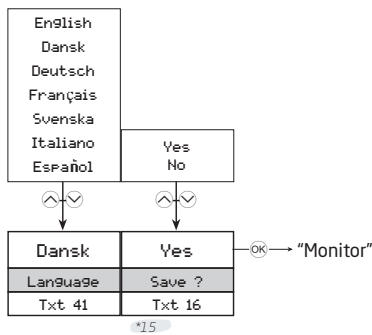 English
Dansk
Deutsch
Français
Svenska
Italiano
Español
Yes
No
Dansk
Yes
OK
"Monitor"
Language
Save ?
Txt 41
Txt 16
*15